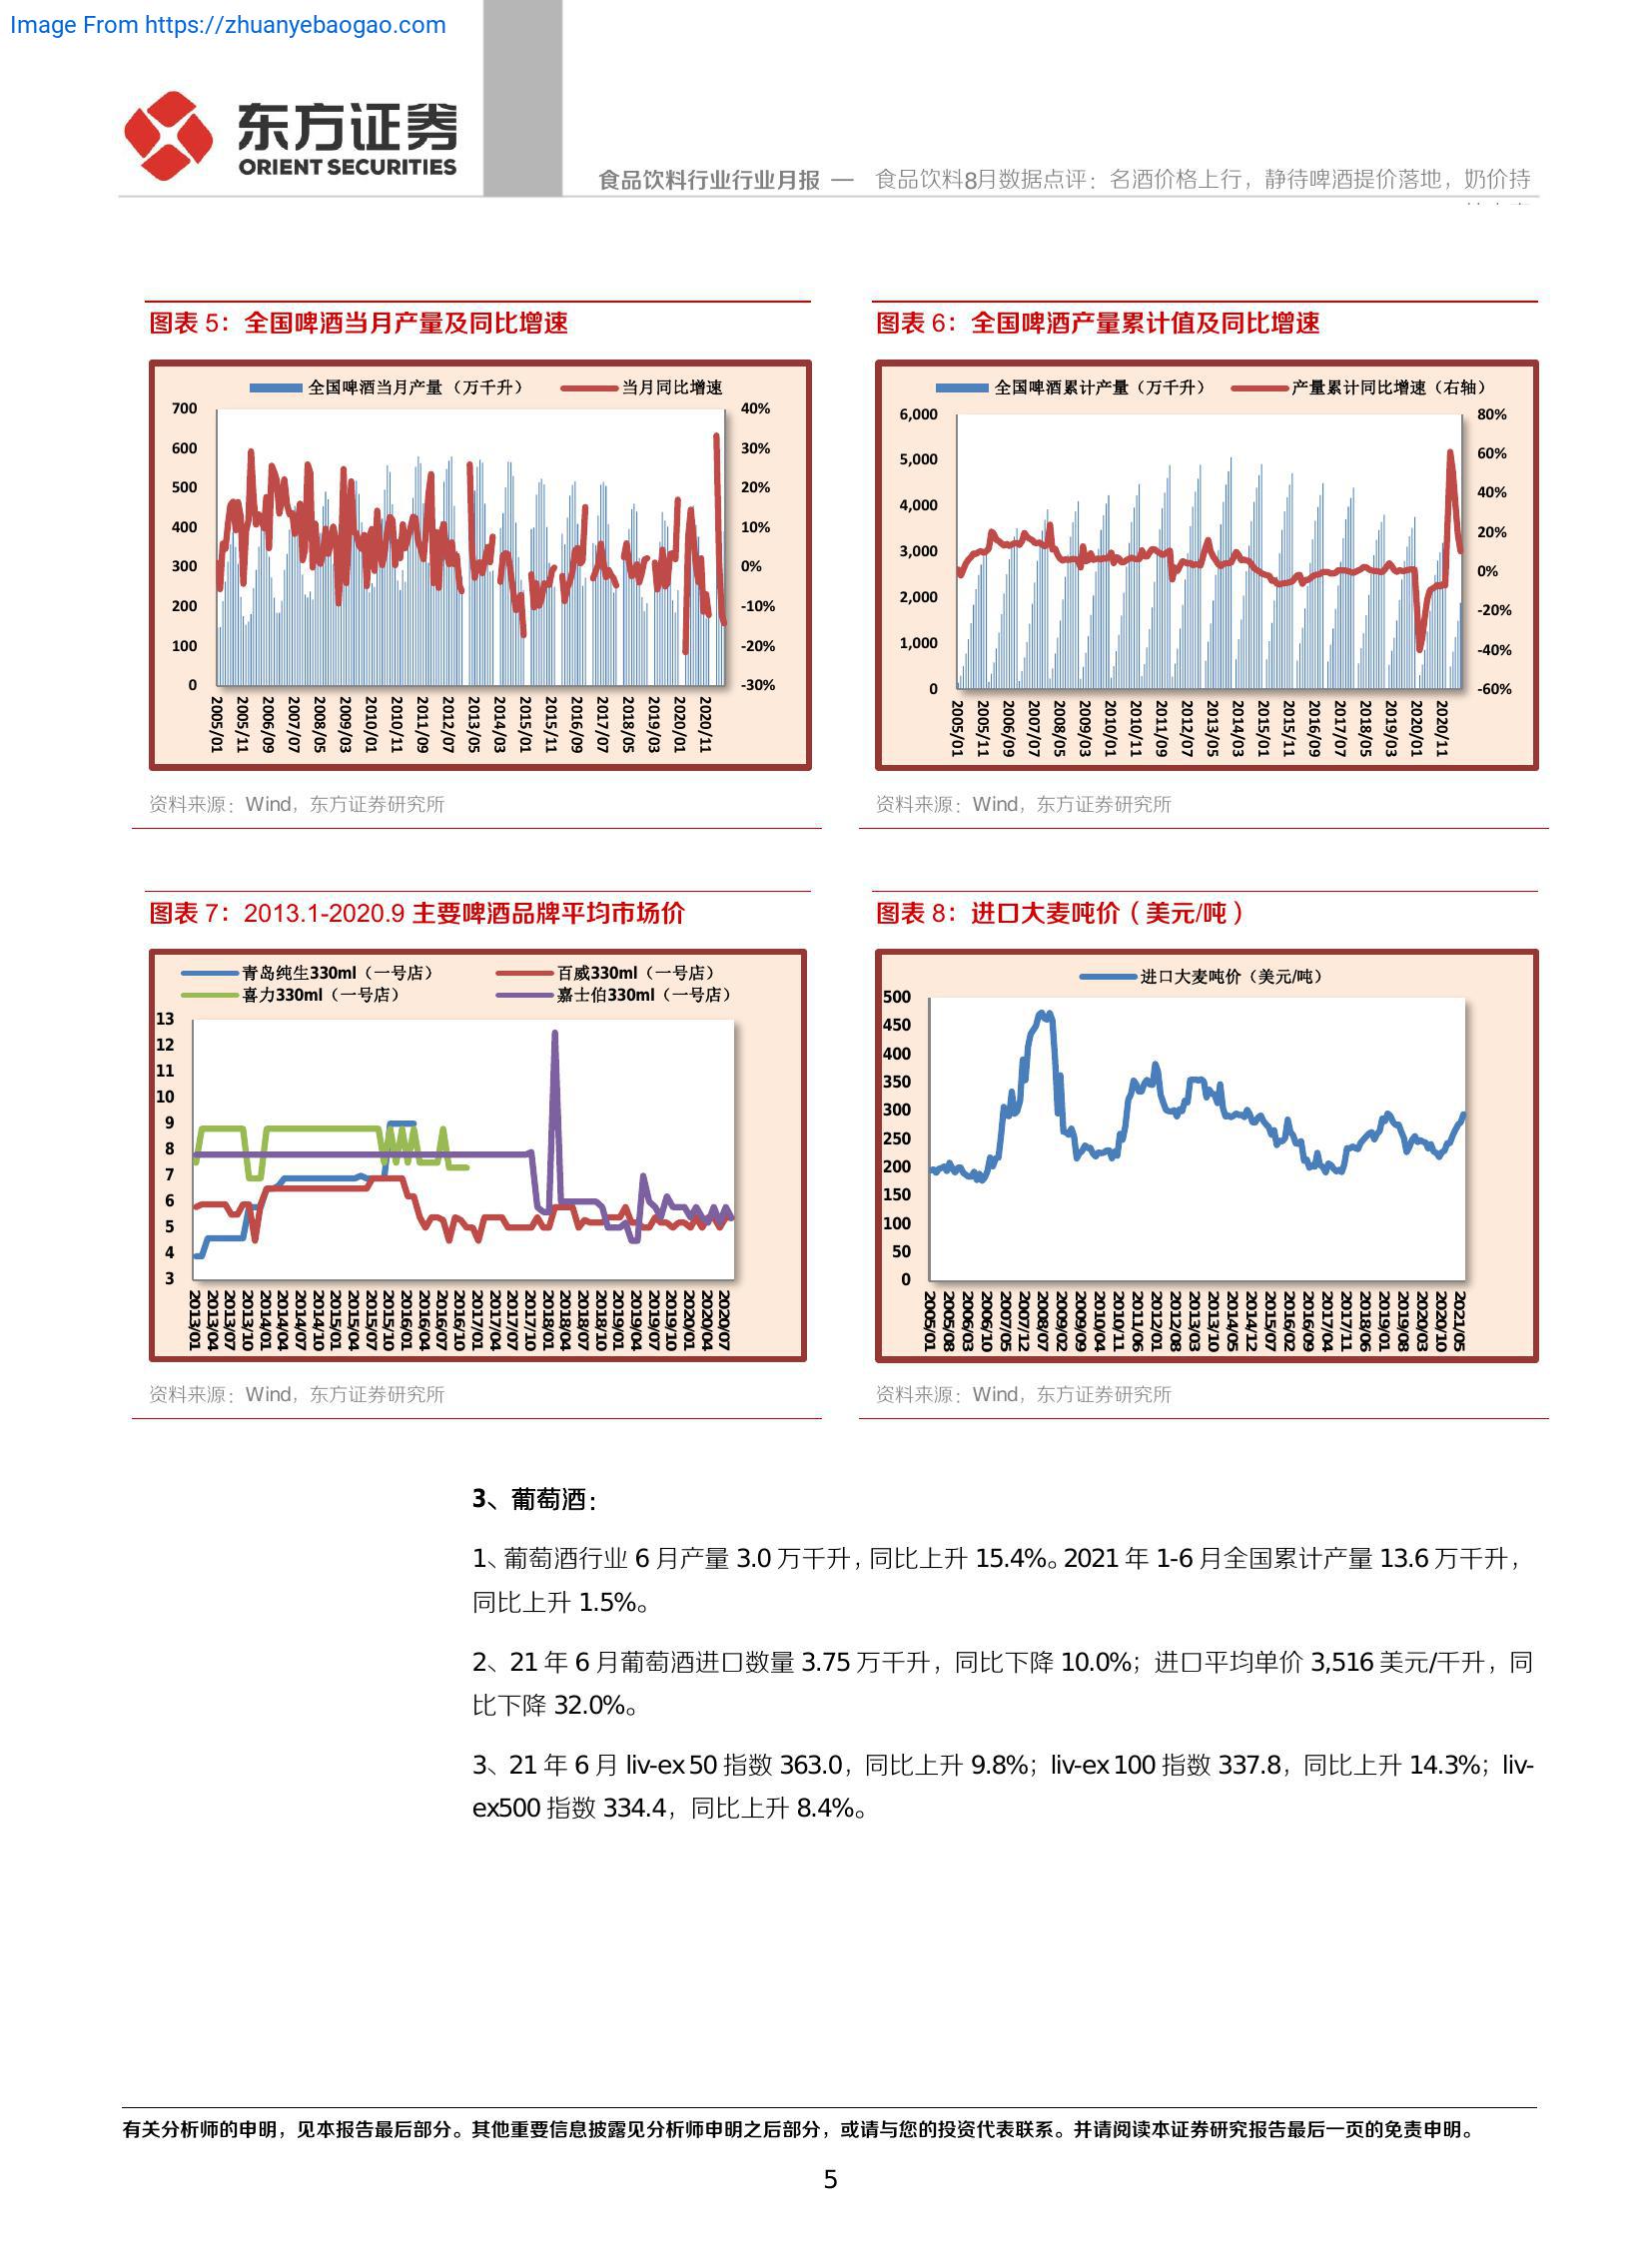 Image From https://zhuanyebaogao.com
东方证券
ORIENT SECURITIES
食品饮料行业行业月报 — 食品饮料8月数据点评：名酒价格上行，静待啤酒提价落地，奶价持
图表 5：全国啤酒当月产量及同比增速
全国啤酒当月产量（万千升） 当月同比增速
700 600 500 400 300 200 100 0
40% 30% 20% 10% 0% -10% -20% -30%
2005/01 2005/11 2006/09 2007/07 2008/05 2009/03 2010/01 2010/11 2011/09 2012/07 2013/05 2014/03 2015/01 2015/11 2016/09 2017/07 2018/05 2019/03 2020/01 2020/11
资料来源：Wind，东方证券研究所
图表 6：全国啤酒产量累计值及同比增速
全国啤酒累计产量（万千升） 产量累计同比增速（右轴）
6,000 5,000 4,000 3,000 2,000 1,000 0
80% 60% 40% 20% 0% -20% -40% -60%
2005/01 2005/11 2006/09 2007/07 2008/05 2009/03 2010/01 2010/11 2011/09 2012/07 2013/05 2014/03 2015/01 2015/11 2016/09 2017/07 2018/05 2019/03 2020/01 2020/11
资料来源：Wind，东方证券研究所
图表 7：2013.1-2020.9 主要啤酒品牌平均市场价
青岛纯生330ml（一号店） 百威330ml（一号店）
喜力330ml（一号店） 嘉士伯330ml（一号店）
13 12 11 10 9 8 7 6 5 4 3
2013/01 2013/04 2013/07 2013/10 2014/01 2014/04 2014/07 2014/10 2015/01 2015/04 2015/07 2015/10 2016/01 2016/04 2016/07 2016/10 2017/01 2017/04 2017/07 2017/10 2018/01 2018/04 2018/07 2018/10 2019/01 2019/04 2019/07 2019/10 2020/01 2020/04 2020/07
资料来源：Wind，东方证券研究所
图表 8：进口大麦吨价（美元/吨）
进口大麦吨价（美元/吨）
500 450 400 350 300 250 200 150 100 50 0
2005/01 2005/08 2006/03 2006/10 2007/05 2007/12 2008/07 2009/02 2009/09 2010/04 2010/11 2011/06 2012/01 2012/08 2013/03 2013/10 2014/05 2014/12 2015/07 2016/02 2016/09 2017/04 2017/11 2018/06 2019/01 2019/08 2020/03 2020/10 2021/05
资料来源：Wind，东方证券研究所
3、葡萄酒：
1、葡萄酒行业 6 月产量 3.0 万千升，同比上升 15.4%。2021 年 1-6 月全国累计产量 13.6 万千升，
同比上升 1.5%。
2、21 年 6 月葡萄酒进口数量 3.75 万千升，同比下降 10.0%；进口平均单价 3,516 美元/千升，同
比下降 32.0%。
3、21 年 6 月 liv-ex 50 指数 363.0，同比上升 9.8%；liv-ex 100 指数 337.8，同比上升 14.3%；liv-
ex500 指数 334.4，同比上升 8.4%。
有关分析师的申明，见本报告最后部分。其他重要信息披露见分析师申明之后部分，或请与您的投资代表联系。并请阅读本证券研究报告最后一页的免责申明。
5